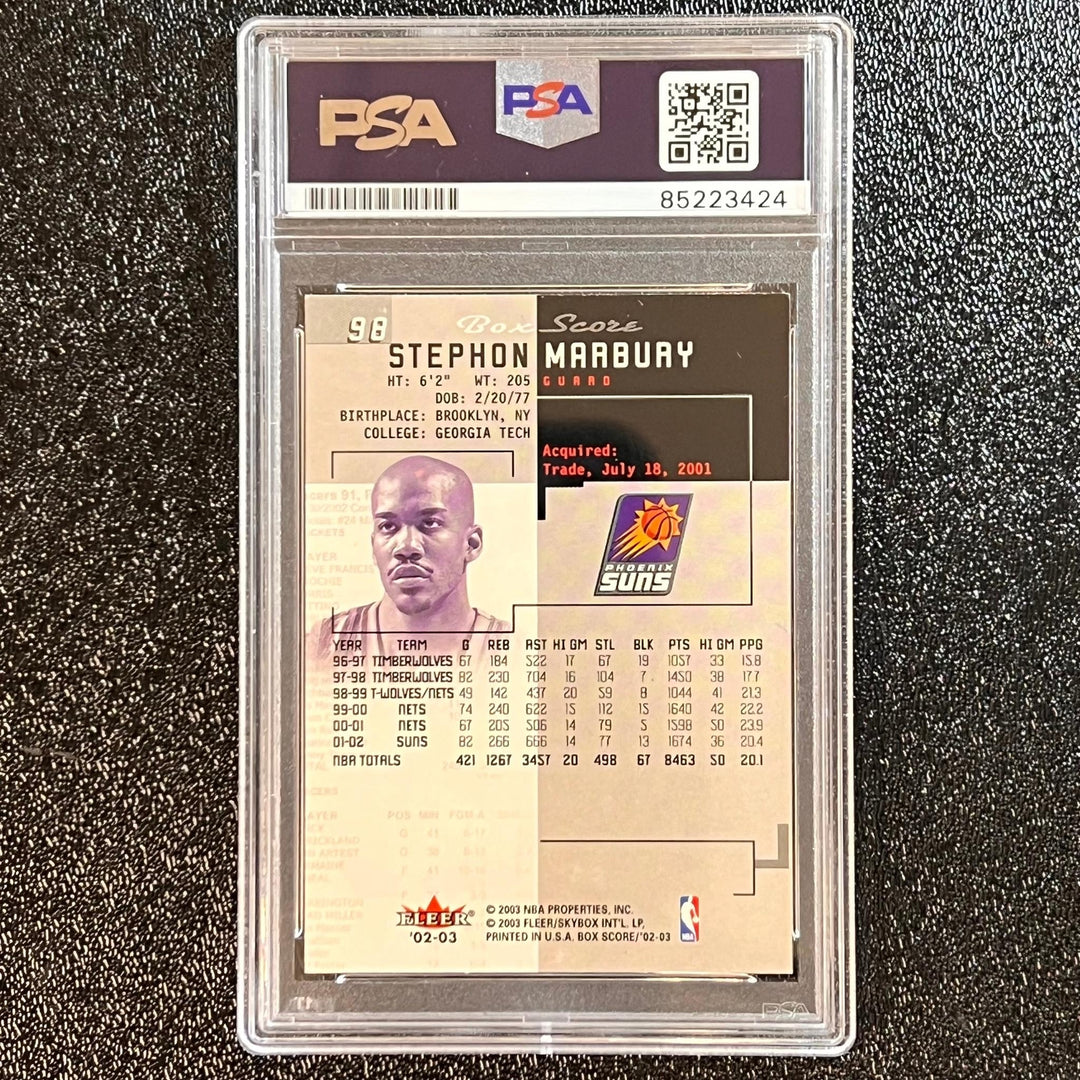 PSA
PSA
85223424
98
Box Score
STEPHON MARBURY
HT: 6'2" WT: 205 GUARD
DOB: 2/20/77
BIRTHPLACE: BROOKLYN, NY
COLLEGE: GEORGIA TECH
Acquired:
Trade, July 18, 2001
PHOENIX
SUNS
YEAR TEAM G REB AST HI GM STL BLK PTS HI GM PPG
96-97 TIMBERWOLVES 67 184 522 17 67 19 1057 33 15.8
97-98 TIMBERWOLVES 82 230 704 16 104 7 1450 38 17.7
98-99 T-WOLVES/NETS 49 142 437 20 59 8 1044 41 21.3
99-00 NETS 74 240 622 15 112 15 1640 42 22.2
00-01 NETS 67 205 506 14 79 5 1598 50 23.9
01-02 SUNS 82 266 666 14 77 13 1674 36 20.4
NBA TOTALS 421 1267 3457 20 498 67 8463 50 20.1
POS MIN FGM-A
FLEER®
'02-03
© 2003 NBA PROPERTIES, INC.
© 2003 FLEER/SKYBOX INT'L. LP,
PRINTED IN U.S.A. BOX SCORE/'02-03
NBA
PSA